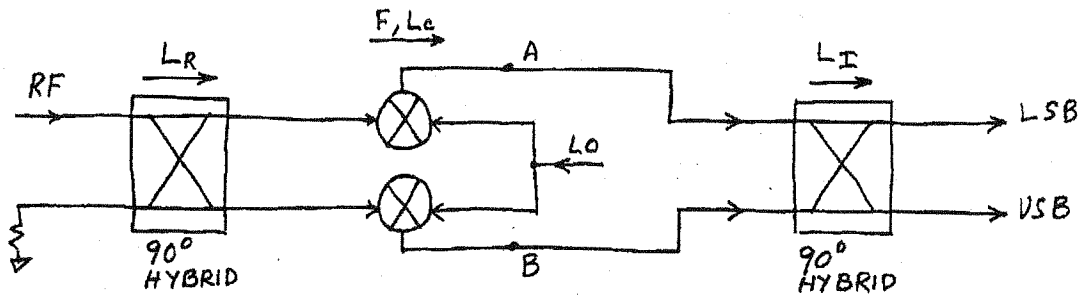 F, Lc
A
LR
LI
RF
LSB
LO
USB
90° HYBRID
B
90° HYBRID